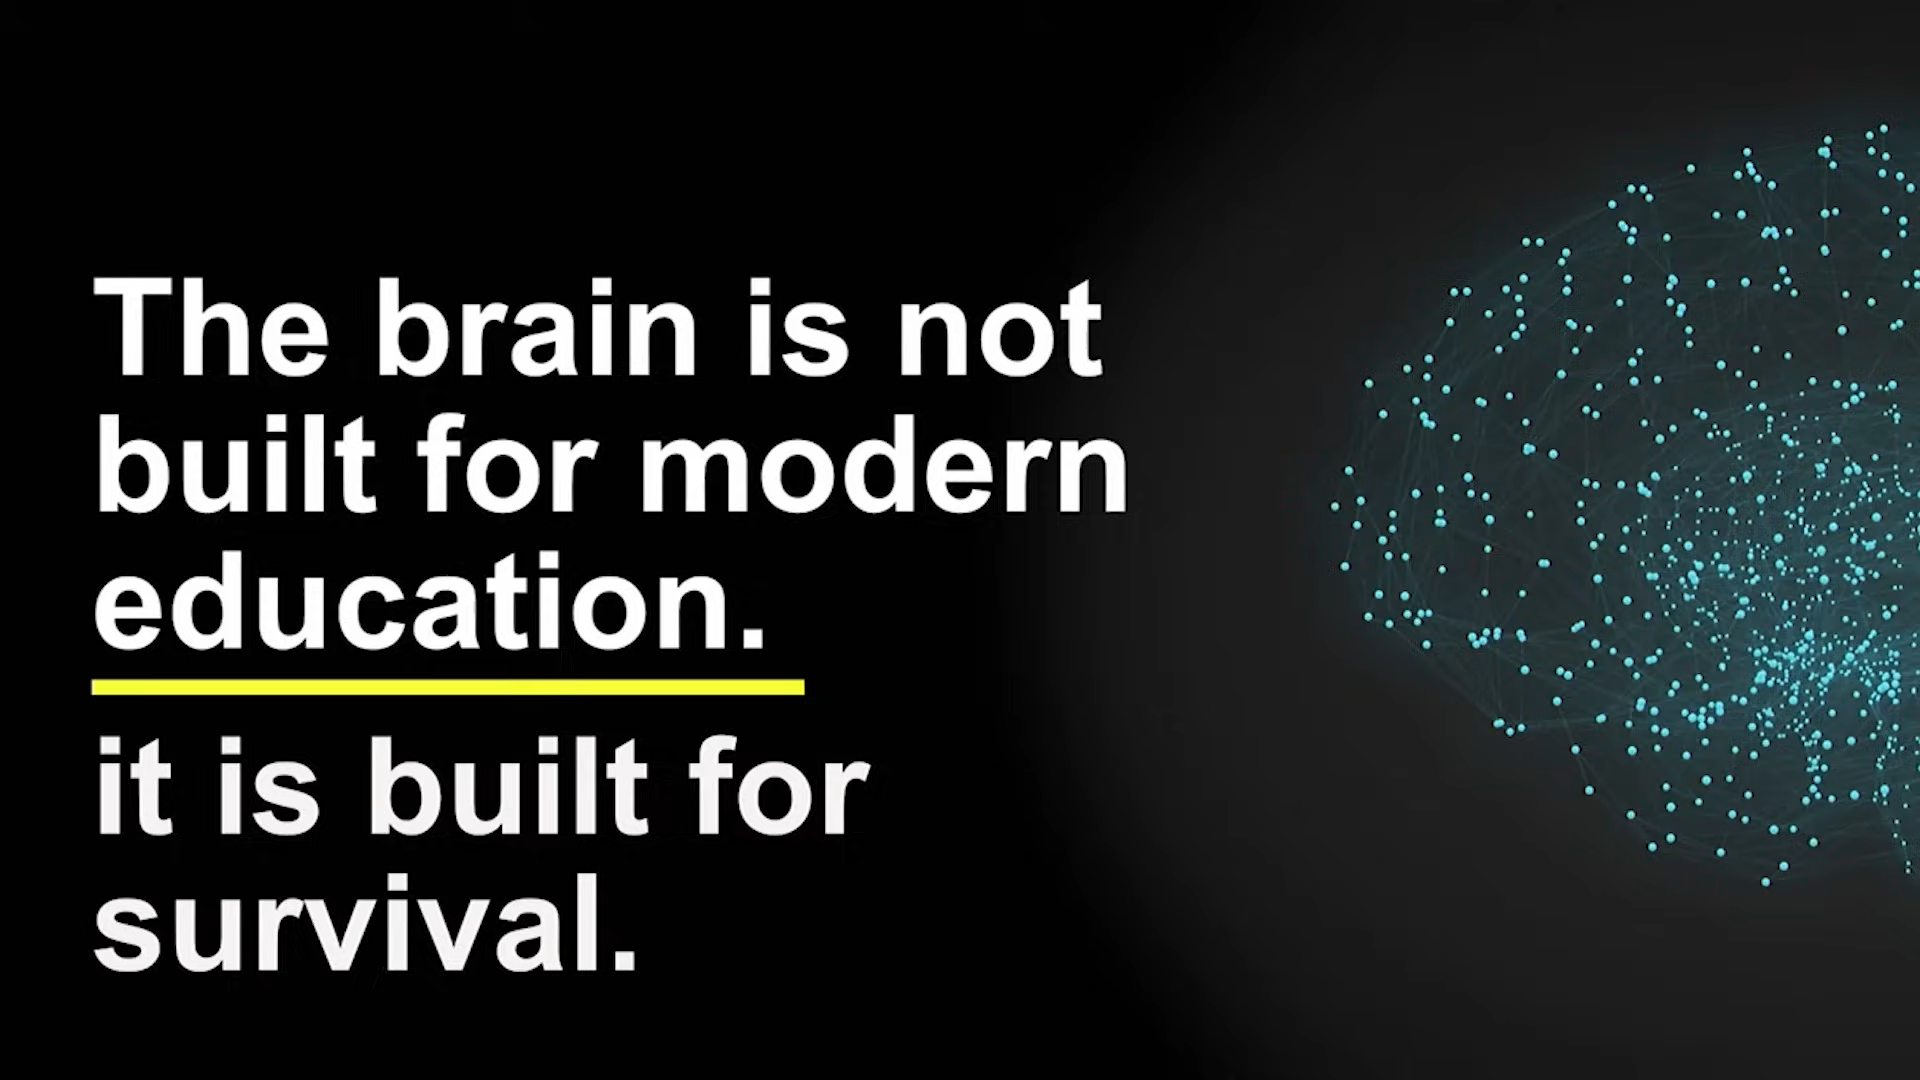 The brain is not
built for modern
education.
it is built for
survival.